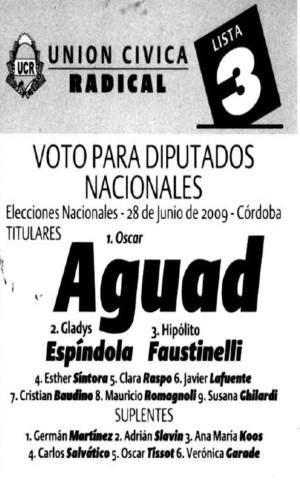 UCR
UNION CIVICA
RADICAL
LISTA
3
VOTO PARA DIPUTADOS
NACIONALES
Elecciones Nacionales - 28 de Junio de 2009 - Córdoba
TITULARES
1. Oscar
Aguad
2. Gladys 3. Hipólito
Espíndola Faustinelli
4. Esther Síntora 5. Clara Raspo 6. Javier Lafuente
7. Cristian Baudino 8. Mauricio Romagnoli 9. Susana Ghilardi
SUPLENTES
1. Germán Martínez 2. Adrián Slavin 3. Ana María Koos
4. Carlos Salvático 5. Oscar Tissot 6. Verónica Garade